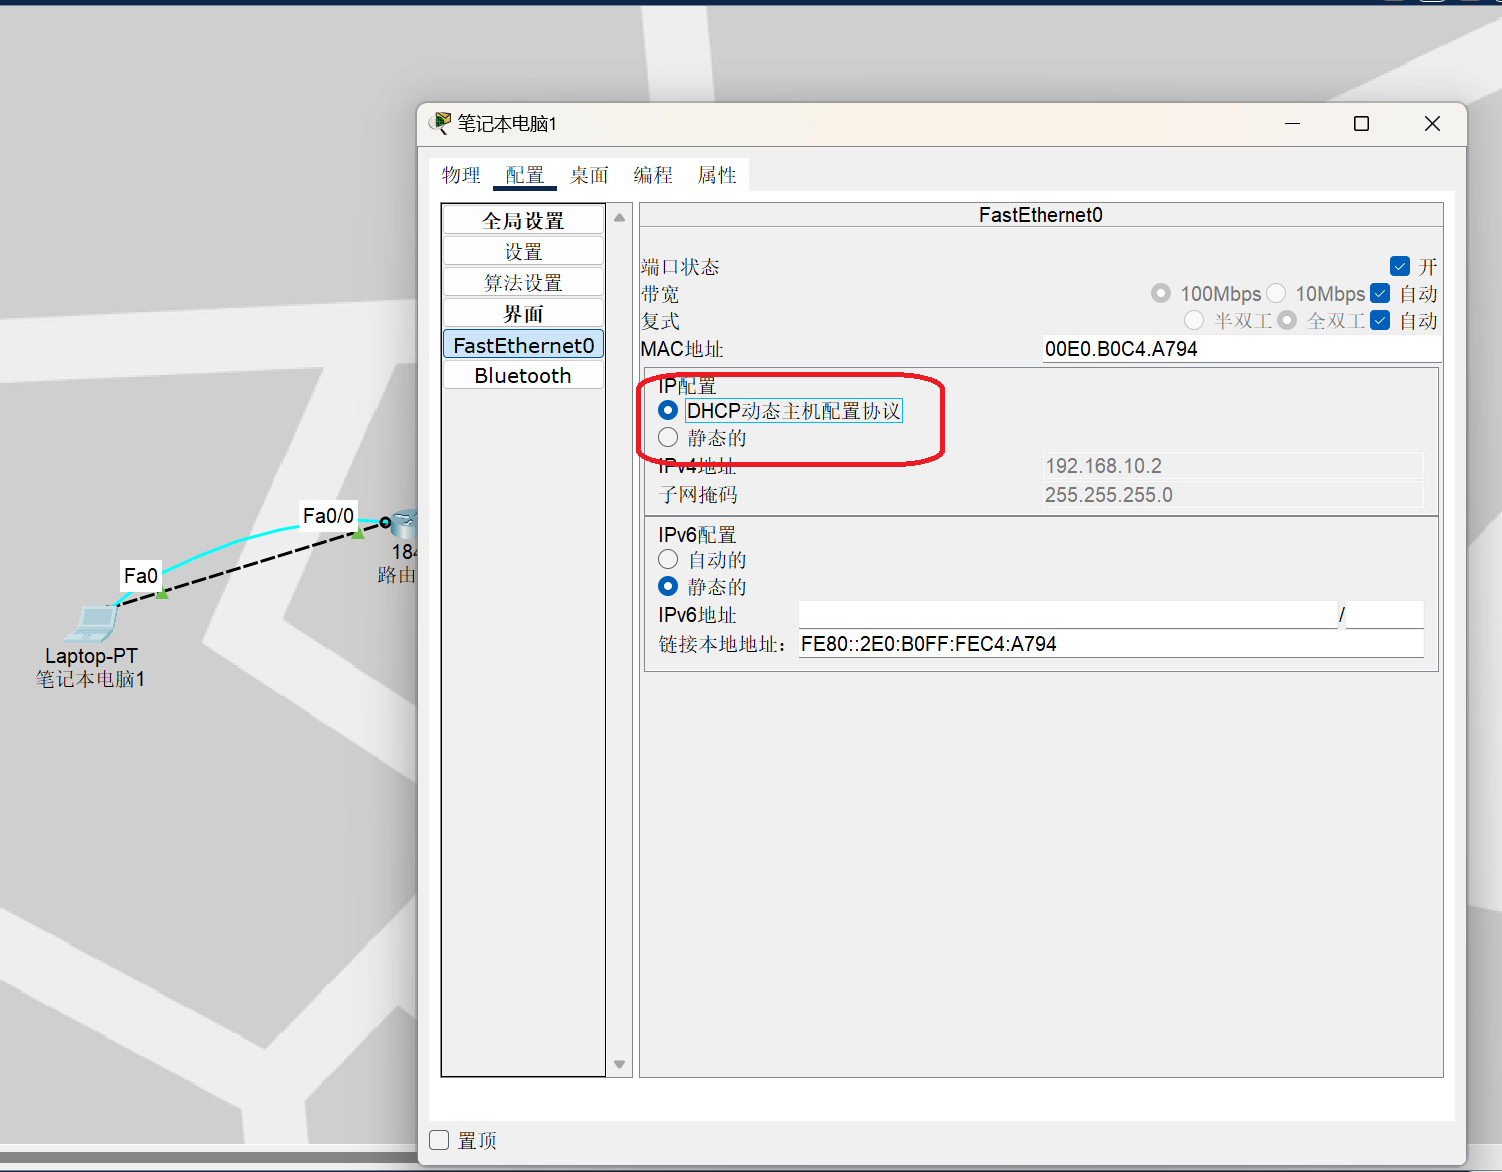 笔记本电脑1
物理 配置 桌面 编程 属性
全局设置
设置
算法设置
界面
FastEthernet0
Bluetooth
FastEthernet0
端口状态 开
带宽 100Mbps 10Mbps 自动
复式 半双工 全双工 自动
MAC地址 00E0.B0C4.A794
IP配置
DHCP动态主机配置协议
静态的
IPv4地址 192.168.10.2
子网掩码 255.255.255.0
IPv6配置
自动的
静态的
IPv6地址 /
链接本地地址: FE80::2E0:B0FF:FEC4:A794
置顶
Fa0/0
184
路由
Fa0
Laptop-PT
笔记本电脑1